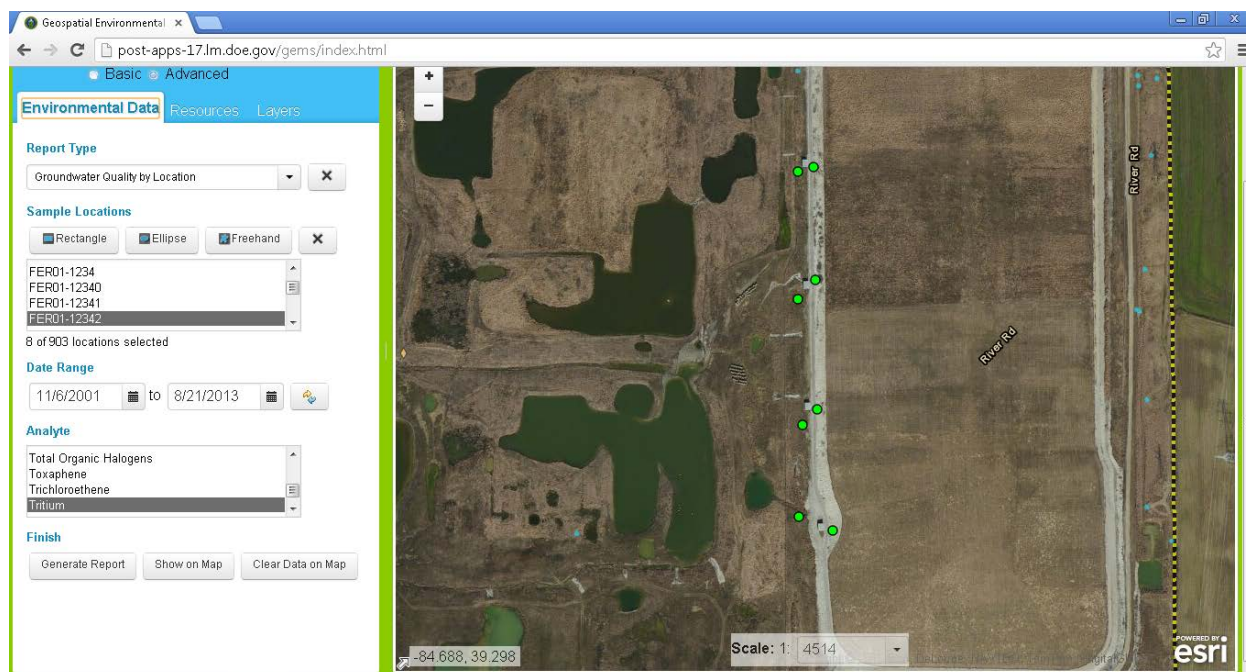 Geospatial Environmental
post-apps-17.lm.doe.gov/gems/index.html
Basic Advanced
Environmental Data Resources Layers
Report Type
Groundwater Quality by Location
Sample Locations
Rectangle Ellipse Freehand
FER01-1234
FER01-12340
FER01-12341
FER01-12342
8 of 903 locations selected
Date Range
11/6/2001 to 8/21/2013
Analyte
Total Organic Halogens
Toxaphene
Trichloroethene
Tritium
Finish
Generate Report Show on Map Clear Data on Map
+
−
River Rd
River Rd
River Rd
-84.688, 39.298
Scale: 1: 4514
POWERED BY
esri